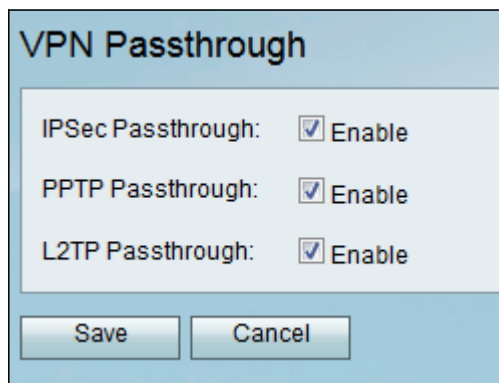 VPN Passthrough
IPSec Passthrough: Enable
PPTP Passthrough: Enable
L2TP Passthrough: Enable
Save Cancel